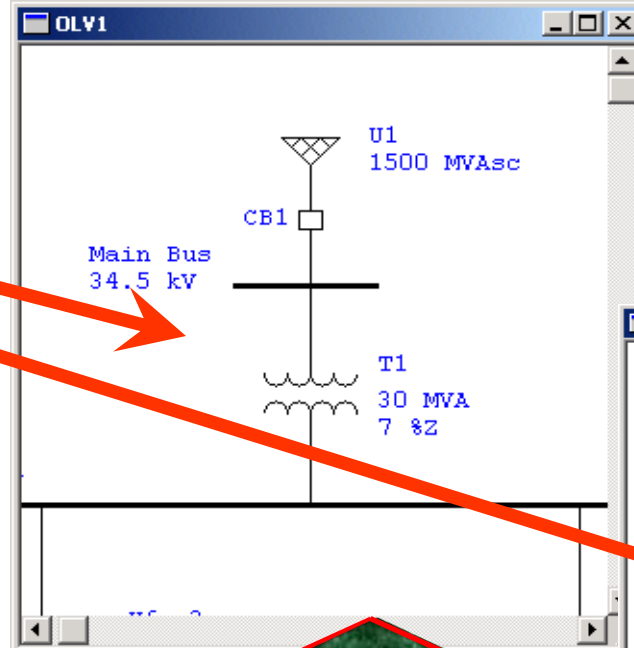 OLV1
U1
1500 MVAsc
CB1
Main Bus
34.5 kV
T1
30 MVA
7 %Z